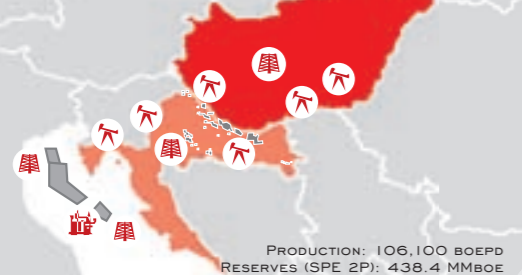 Production: 106,100 boepd
Reserves (SPE 2P): 438.4 MMboe